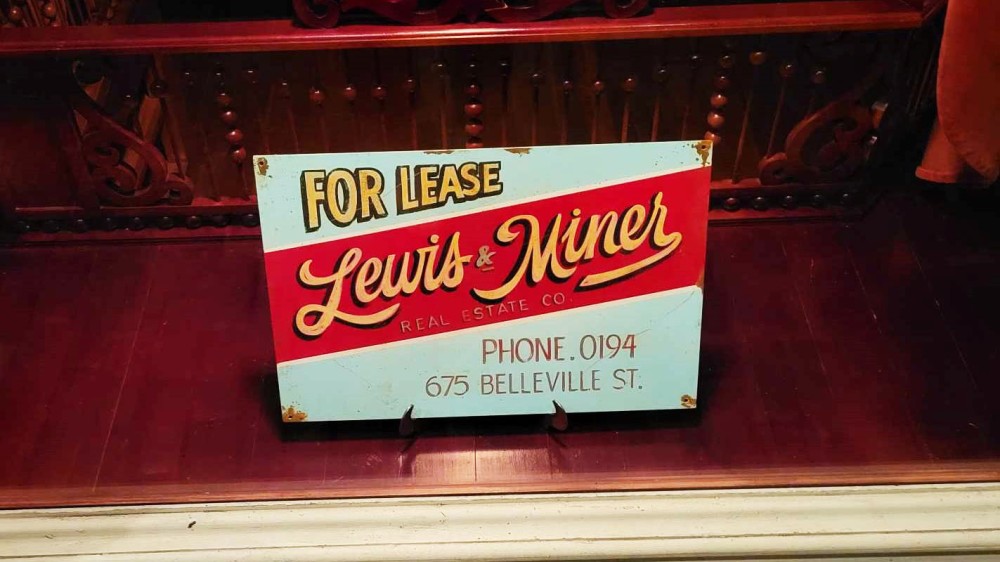 FOR LEASE
Lewis & Miner
REAL ESTATE CO.
PHONE.0194
675 BELLEVILLE ST.